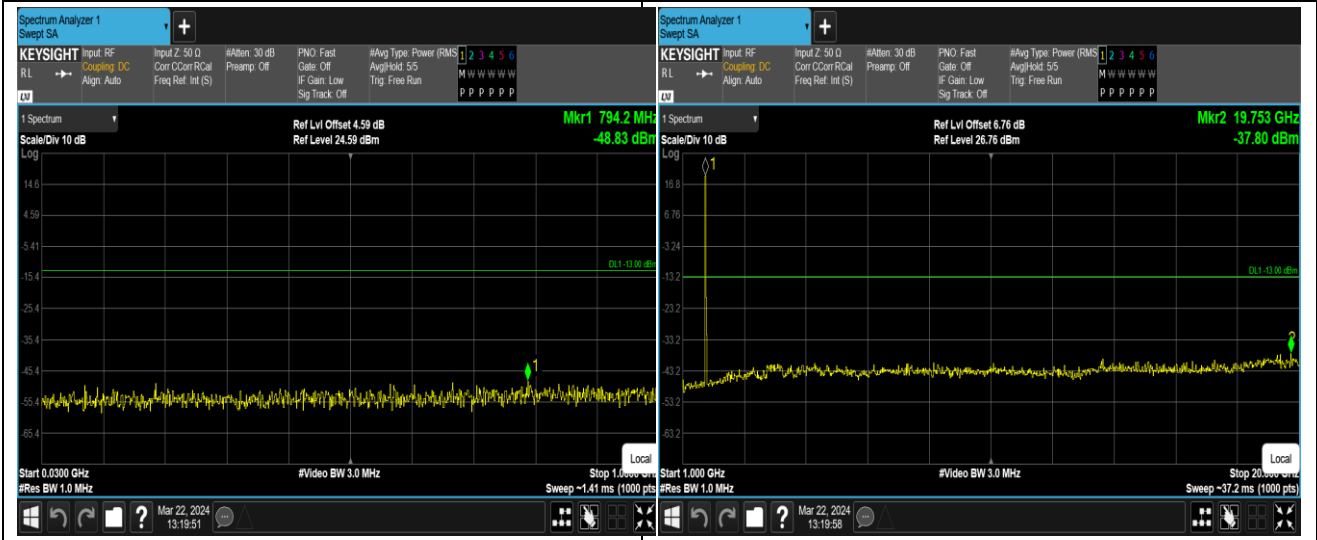 Spectrum Analyzer 1
Swept SA
+
KEYSIGHT Input: RF Input Z: 50 Ω #Atten: 30 dB PNO: Fast #Avg Type: Power (RMS 1 2 3 4 5 6
RL Coupling: DC Corr CCorr RCal Preamp: Off Gate: Off Avg|Hold: 5/5 M W W W W W
Align: Auto Freq Ref: Int (S) IF Gain: Low Trig: Free Run
Sig Track: Off P P P P P P
LXI
1 Spectrum
Ref Lvl Offset 4.59 dB Mkr1 794.2 MHz
Scale/Div 10 dB Ref Level 24.59 dBm -48.83 dBm
Log
14.6
4.59
-5.41
DL1 -13.00 dBm
-15.4
-25.4
-35.4
1
-45.4
-55.4
-65.4
Local
Start 0.0300 GHz #Video BW 3.0 MHz Stop 1.0
#Res BW 1.0 MHz Sweep ~1.41 ms (1000 pts
? Mar 22, 2024
13:19:51
Spectrum Analyzer 1
Swept SA
+
KEYSIGHT Input: RF Input Z: 50 Ω #Atten: 30 dB PNO: Fast #Avg Type: Power (RMS 1 2 3 4 5 6
RL Coupling: DC Corr CCorr RCal Preamp: Off Gate: Off Avg|Hold: 5/5 M W W W W W
Align: Auto Freq Ref: Int (S) IF Gain: Low Trig: Free Run
Sig Track: Off P P P P P P
LXI
1 Spectrum
Ref Lvl Offset 6.76 dB Mkr2 19.753 GHz
Scale/Div 10 dB Ref Level 26.76 dBm -37.80 dBm
Log
1
16.8
6.76
-3.24
DL1 -13.00 dBm
-13.2
-23.2
-33.2
2
-43.2
-53.2
-63.2
Local
Start 1.000 GHz #Video BW 3.0 MHz Stop 20.
#Res BW 1.0 MHz Sweep ~37.2 ms (1000 pts)
? Mar 22, 2024
13:19:58